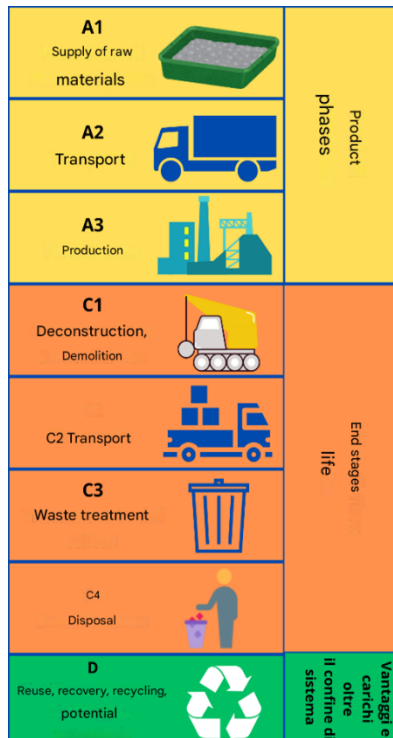 A1
Supply of raw
materials
Product
phases
A2
Transport
A3
Production
C1
Deconstruction,
Demolition
End stages
life
C2 Transport
C3
Waste treatment
C4
Disposal
D
Reuse, recovery, recycling,
potential
Vantaggi e
carichi
oltre
il confine d
sistema